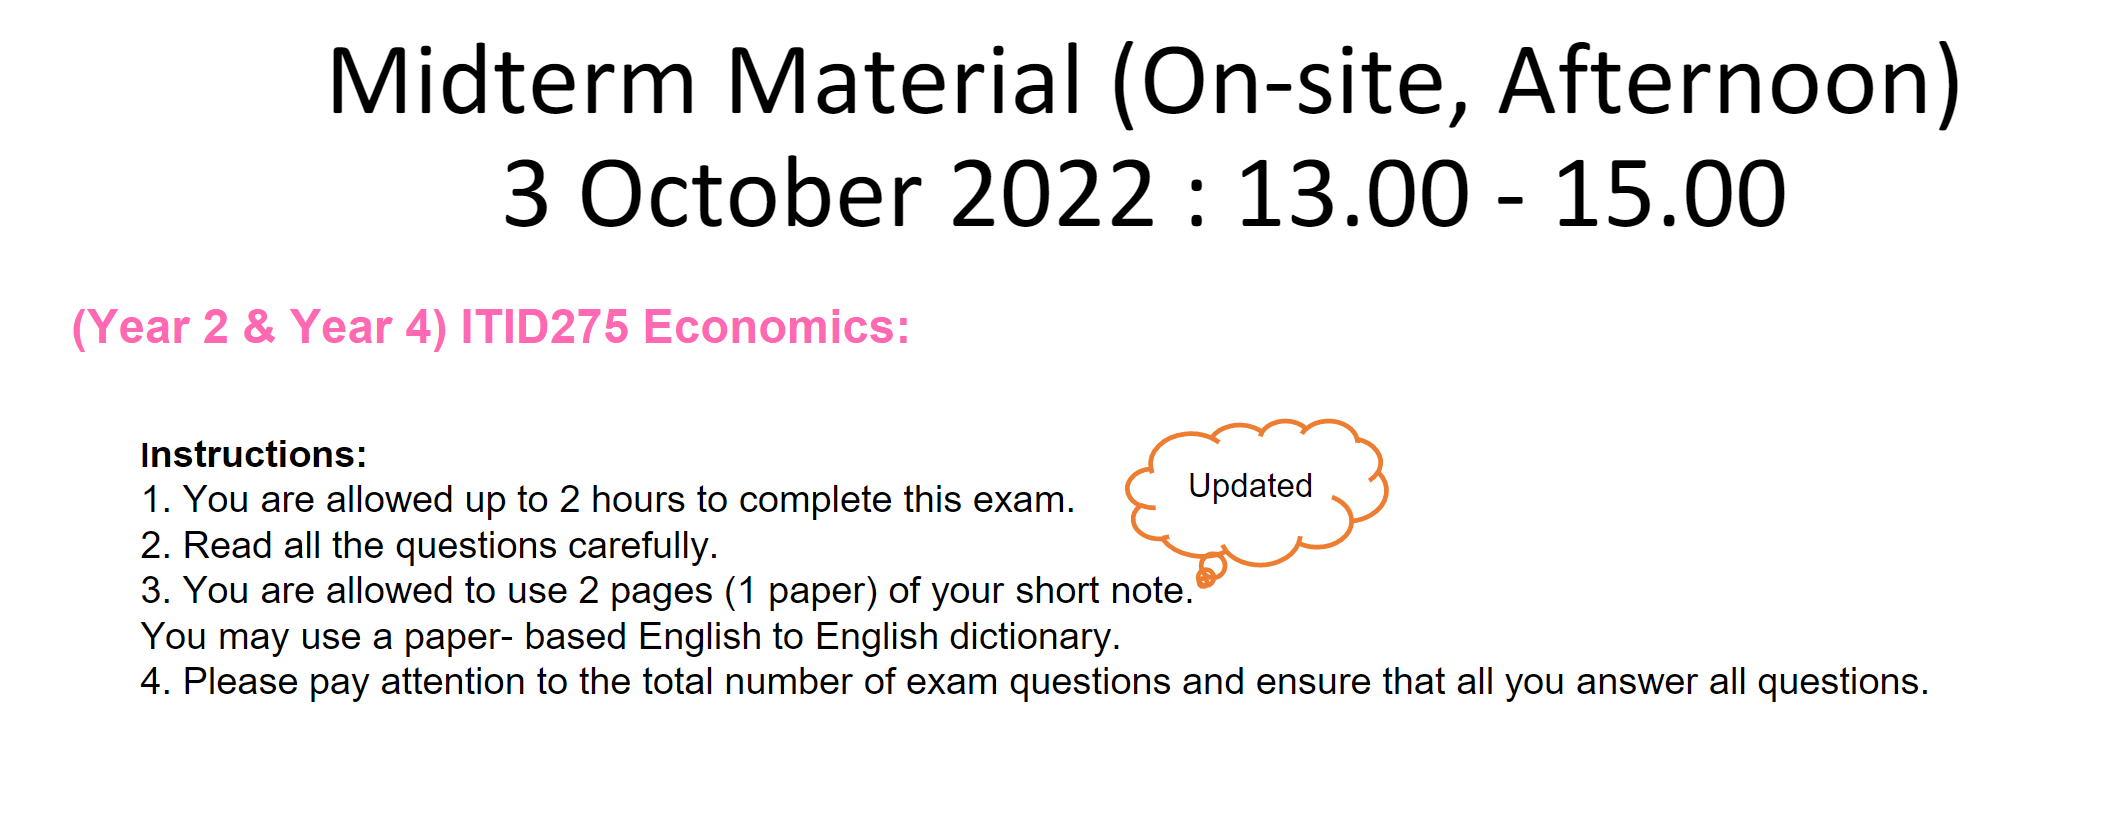 Midterm Material (On-site, Afternoon)
3 October 2022 : 13.00 - 15.00
(Year 2 & Year 4) ITID275 Economics:
Instructions:
1. You are allowed up to 2 hours to complete this exam.
Updated
2. Read all the questions carefully.
3. You are allowed to use 2 pages (1 paper) of your short note.
You may use a paper- based English to English dictionary.
4. Please pay attention to the total number of exam questions and ensure that all you answer all questions.